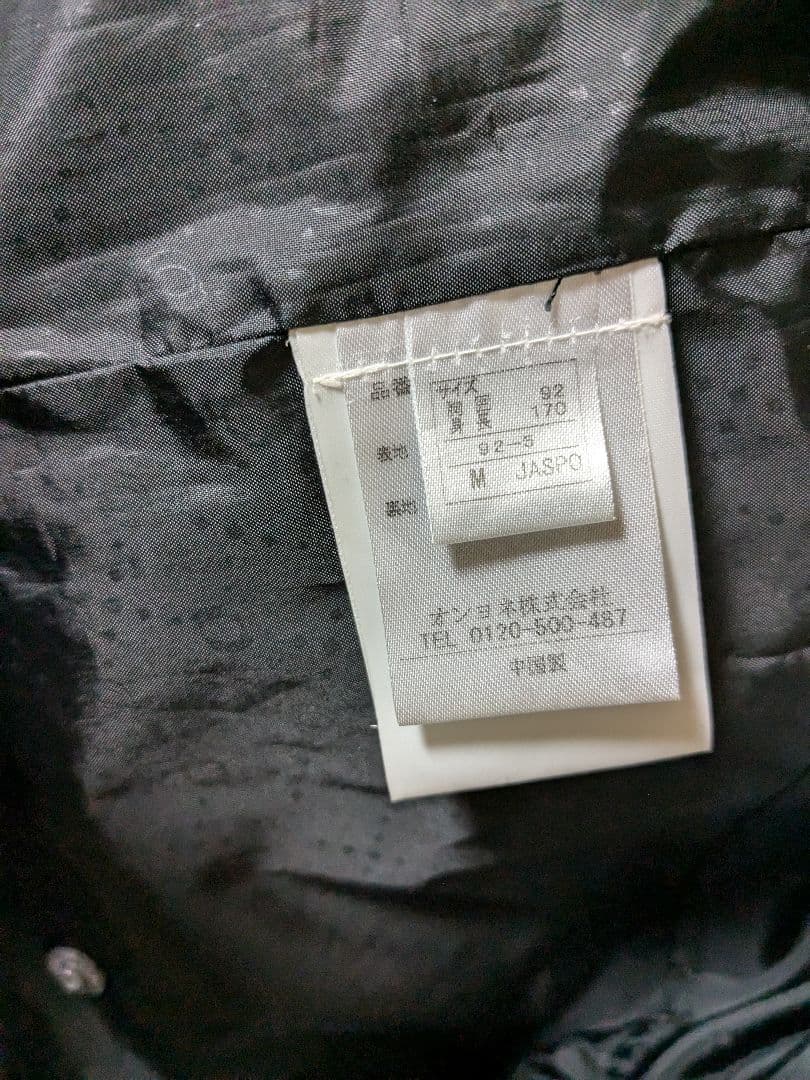 品番
サイズ
胸囲 92
身長 170
92-5
M JASPO
表地
裏地
オンヨネ株式会社
TEL 0120-500-487
中国製